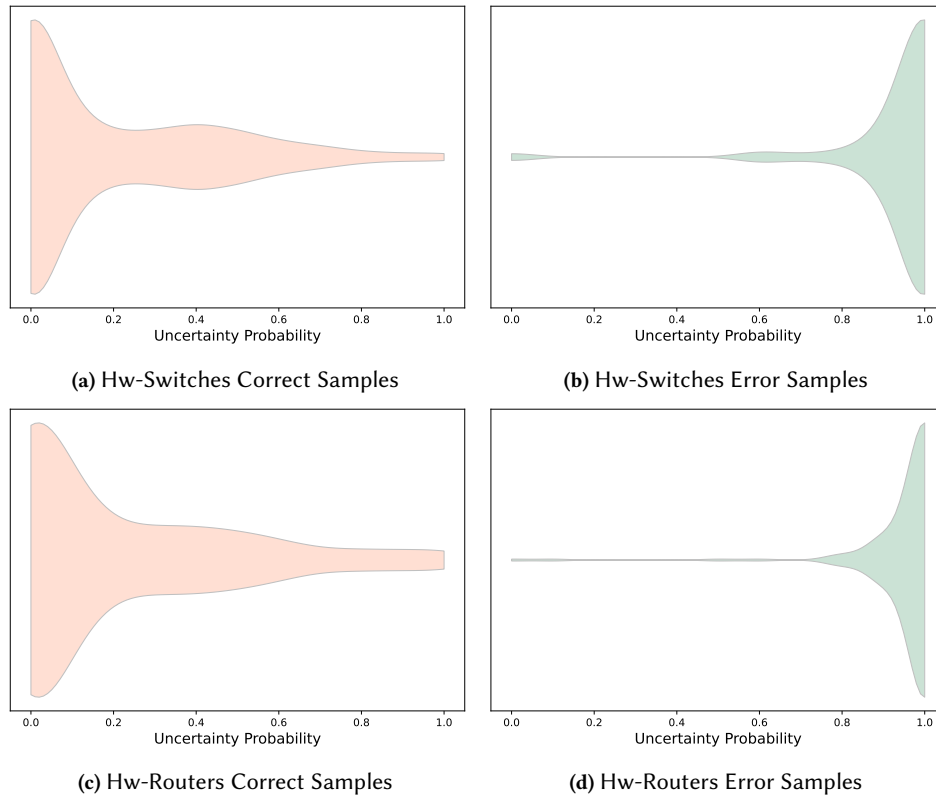 0.0 0.2 0.4 0.6 0.8 1.0
Uncertainty Probability
(a) Hw-Switches Correct Samples
0.0 0.2 0.4 0.6 0.8 1.0
Uncertainty Probability
(b) Hw-Switches Error Samples
0.0 0.2 0.4 0.6 0.8 1.0
Uncertainty Probability
(c) Hw-Routers Correct Samples
0.0 0.2 0.4 0.6 0.8 1.0
Uncertainty Probability
(d) Hw-Routers Error Samples